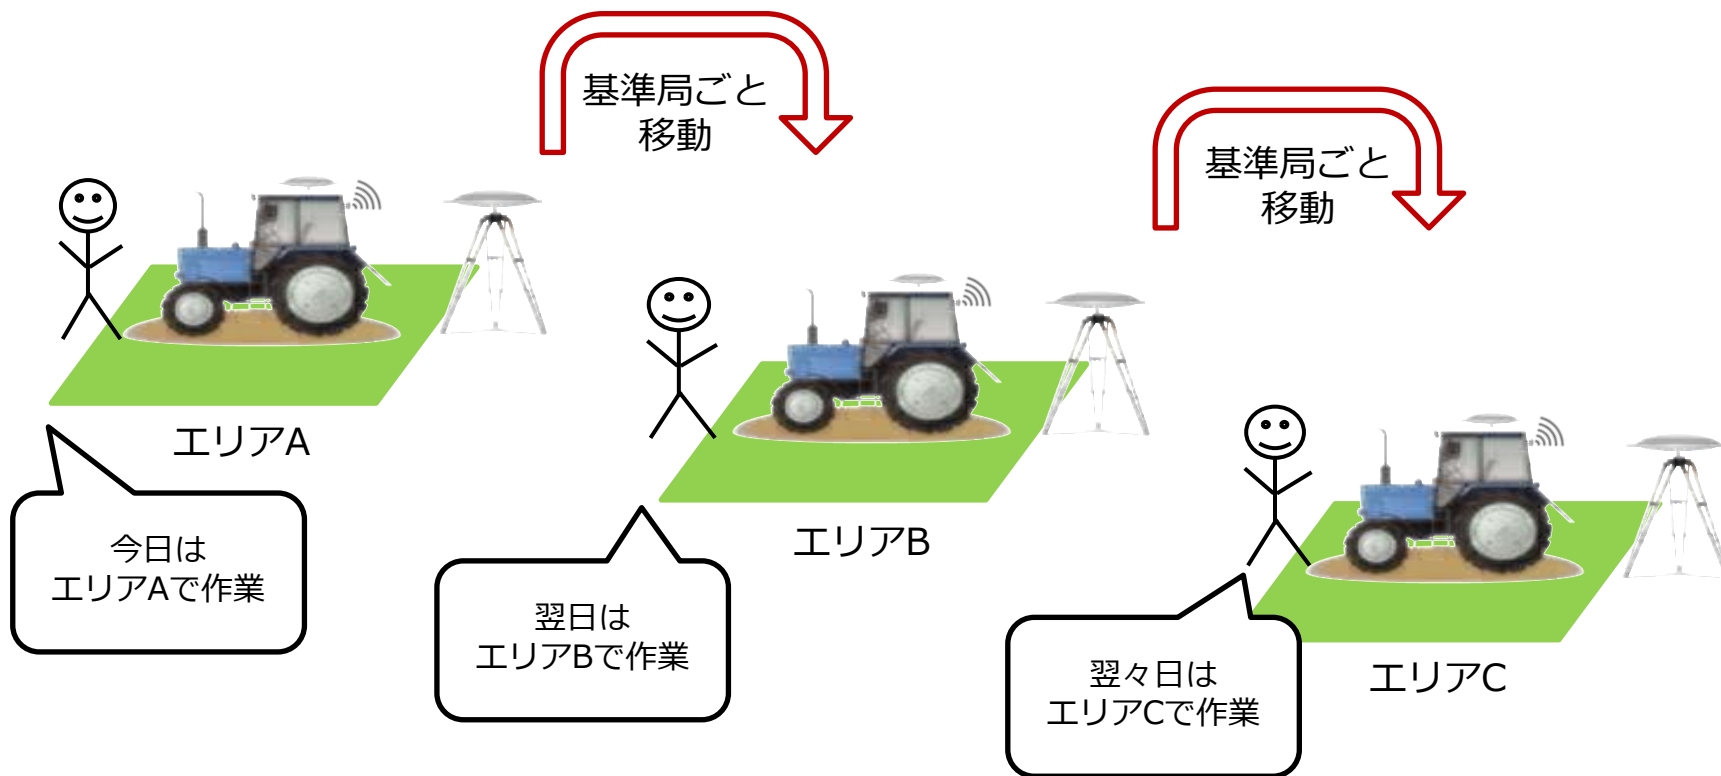 基準局ごと
移動
基準局ごと
移動
エリアA
今日は
エリアAで作業
エリアB
翌日は
エリアBで作業
エリアC
翌々日は
エリアCで作業